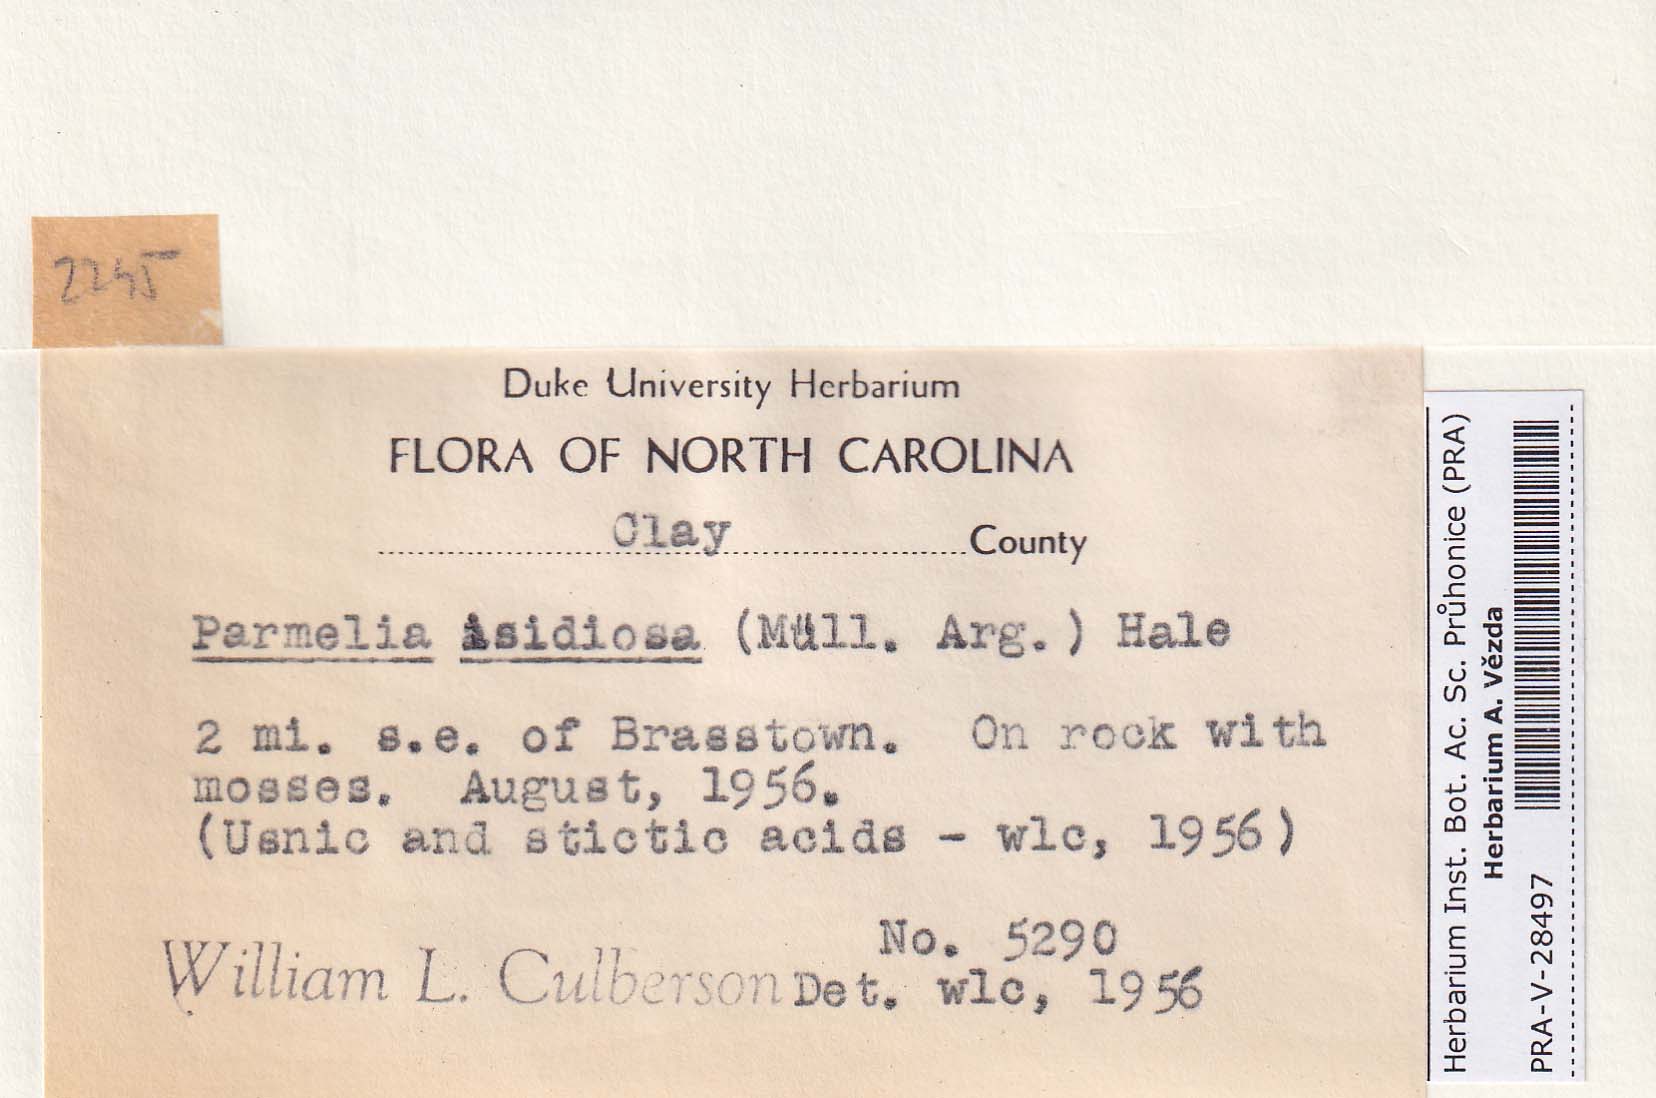 2245
Duke University Herbarium
FLORA OF NORTH CAROLINA
Clay County
Parmelia isidiosa (Müll. Arg.) Hale
2 mi. s.e. of Brasstown. On rock with
mosses. August, 1956.
(Usnic and stictic acids - wlc, 1956)
No. 5290
William L. Culberson Det. wlc, 1956
Herbarium Inst. Bot. Ac. Sc. Průhonice (PRA)
Herbarium A. Vězda
PRA-V-28497